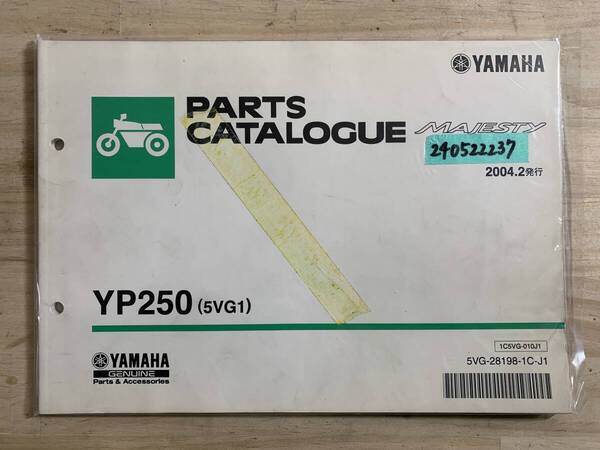 YAMAHA
PARTS
CATALOGUE
MAJESTY
240522237
2004.2発行
YP250 (5VG1)
YAMAHA
GENUINE
Parts & Accessories
1C5VG-010J1
5VG-28198-1C-J1